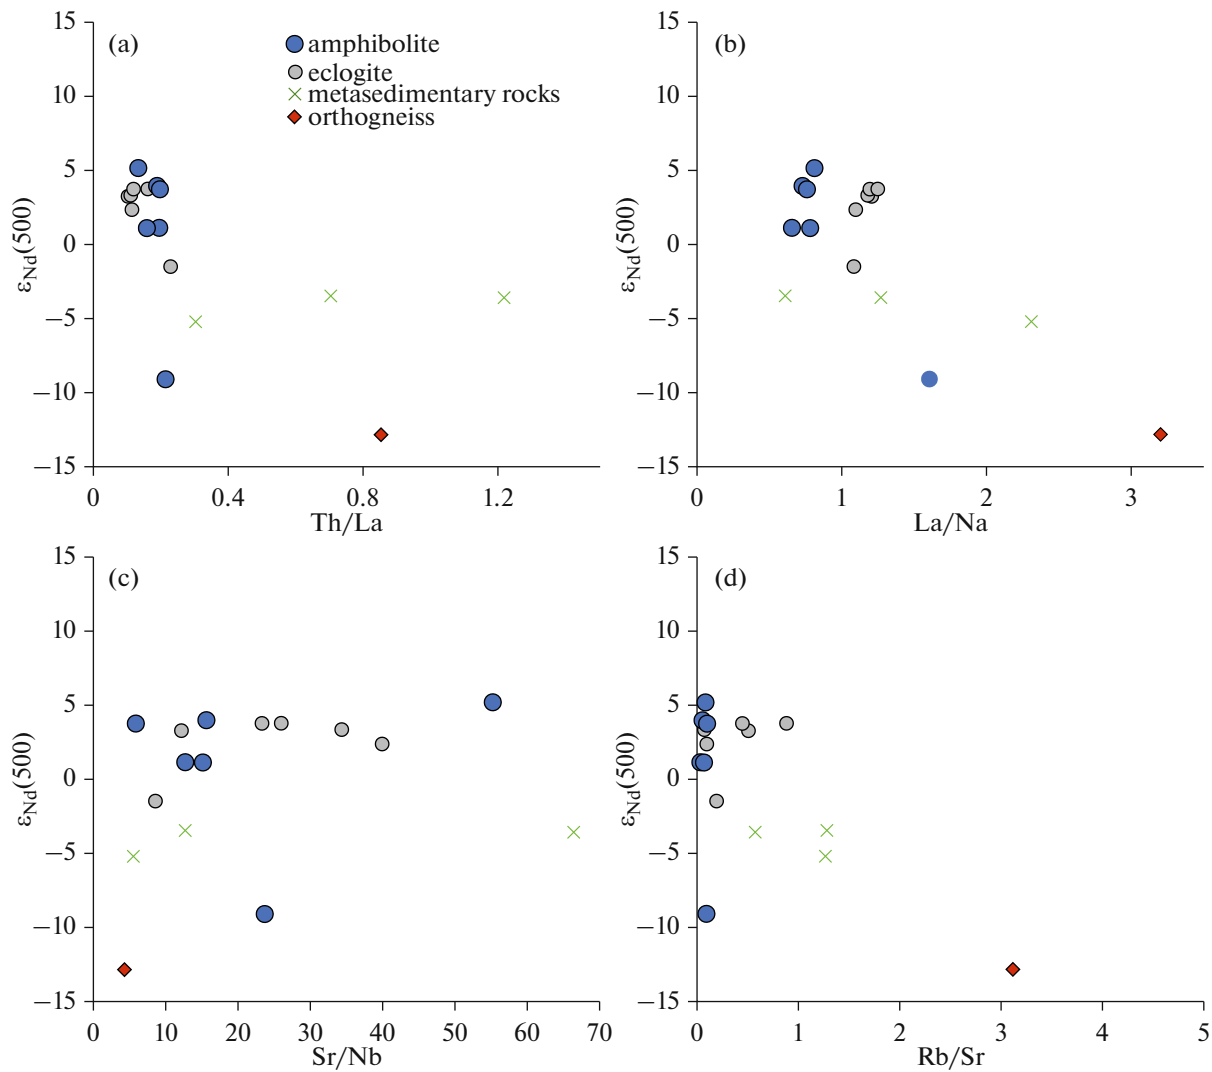 (a)
amphibolite
eclogite
metasedimentary rocks
orthogneiss
15
10
5
0
−5
−10
−15
εNd(500)
0 0.4 0.8 1.2
Th/La
(b)
15
10
5
0
−5
−10
−15
εNd(500)
0 1 2 3
La/Na
(c)
15
10
5
0
−5
−10
−15
εNd(500)
0 10 20 30 40 50 60 70
Sr/Nb
(d)
15
10
5
0
−5
−10
−15
εNd(500)
0 1 2 3 4 5
Rb/Sr